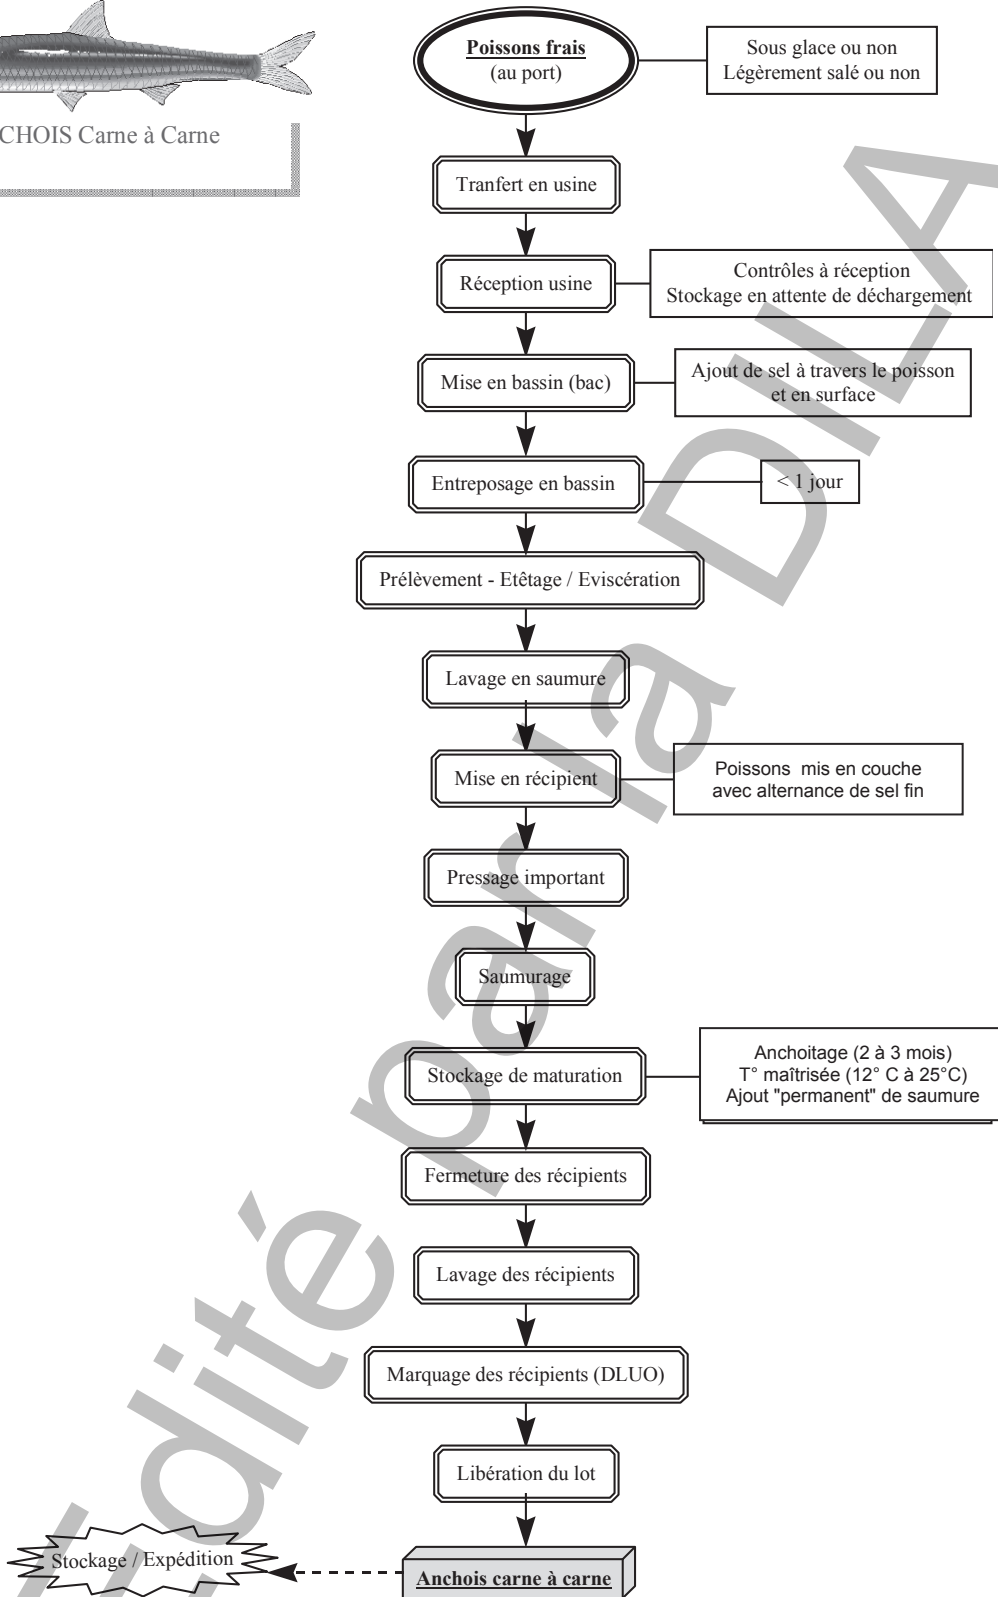 CHOIS Carne à Carne
Poissons frais
(au port)
Sous glace ou non
Légèrement salé ou non
Tranfert en usine
Réception usine
Contrôles à réception
Stockage en attente de déchargement
Mise en bassin (bac)
Ajout de sel à travers le poisson
et en surface
Entreposage en bassin
< 1 jour
Prélèvement - Etêtage / Eviscération
Lavage en saumure
Mise en récipient
Poissons mis en couche
avec alternance de sel fin
Pressage important
Saumurage
Stockage de maturation
Anchoitage (2 à 3 mois)
T° maîtrisée (12° C à 25°C)
Ajout "permanent" de saumure
Fermeture des récipients
Lavage des récipients
Marquage des récipients (DLUO)
Libération du lot
Stockage / Expédition
Anchois carne à carne
Edité par la DILA